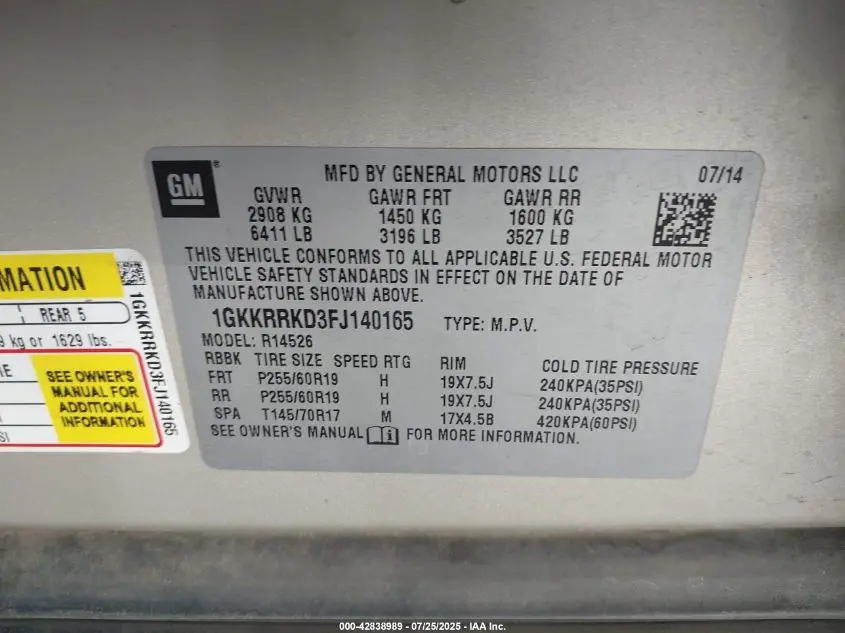 GM®
MFD BY GENERAL MOTORS LLC 07/14
GVWR GAWR FRT GAWR RR
2908 KG 1450 KG 1600 KG
6411 LB 3196 LB 3527 LB
THIS VEHICLE CONFORMS TO ALL APPLICABLE U.S. FEDERAL MOTOR
VEHICLE SAFETY STANDARDS IN EFFECT ON THE DATE OF
MANUFACTURE SHOWN ABOVE.
1GKKRRKD3FJ140165 TYPE: M.P.V.
MODEL: R14526
RBBK TIRE SIZE SPEED RTG RIM COLD TIRE PRESSURE
FRT P255/60R19 H 19X7.5J 240KPA(35PSI)
RR P255/60R19 H 19X7.5J 240KPA(35PSI)
SPA T145/70R17 M 17X4.5B 420KPA(60PSI)
SEE OWNER'S MANUAL FOR MORE INFORMATION.
MATION
REAR 5
kg or 1629 lbs.
SEE OWNER'S
MANUAL FOR
ADDITIONAL
INFORMATION
1GKKRRKD3FJ140165
000-42838989 - 07/25/2025 - IAA Inc.